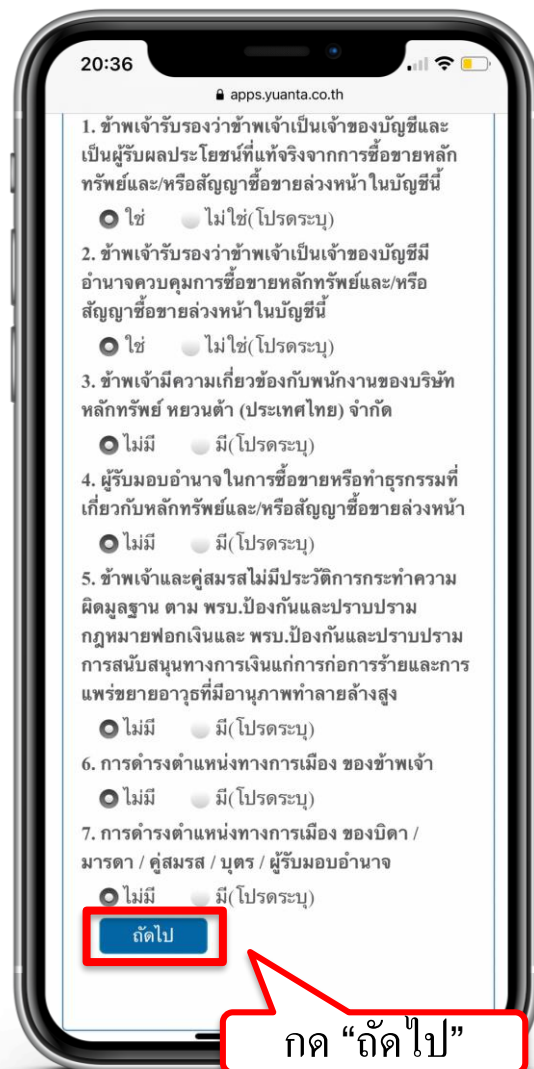 20:36
apps.yuanta.co.th
1. ข้าพเจ้ารับรองว่าข้าพเจ้าเป็นเจ้าของบัญชีและ
เป็นผู้รับผลประโยชน์ที่แท้จริงจากการซื้อขายหลัก
ทรัพย์และ/หรือสัญญาซื้อขายล่วงหน้าในบัญชีนี้
ใช่ ไม่ใช่(โปรดระบุ)
2. ข้าพเจ้ารับรองว่าข้าพเจ้าเป็นเจ้าของบัญชีมี
อำนาจควบคุมการซื้อขายหลักทรัพย์และ/หรือ
สัญญาซื้อขายล่วงหน้าในบัญชีนี้
ใช่ ไม่ใช่(โปรดระบุ)
3. ข้าพเจ้ามีความเกี่ยวข้องกับพนักงานของบริษัท
หลักทรัพย์ หยวนต้า (ประเทศไทย) จำกัด
ไม่มี มี(โปรดระบุ)
4. ผู้รับมอบอำนาจในการซื้อขายหรือทำธุรกรรมที่
เกี่ยวกับหลักทรัพย์และ/หรือสัญญาซื้อขายล่วงหน้า
ไม่มี มี(โปรดระบุ)
5. ข้าพเจ้าและคู่สมรสไม่มีประวัติการกระทำความ
ผิดมูลฐาน ตาม พรบ.ป้องกันและปราบปราม
กฎหมายฟอกเงินและ พรบ.ป้องกันและปราบปราม
การสนับสนุนทางการเงินแก่การก่อการร้ายและการ
แพร่ขยายอาวุธที่มีอานุภาพทำลายล้างสูง
ไม่มี มี(โปรดระบุ)
6. การดำรงตำแหน่งทางการเมือง ของข้าพเจ้า
ไม่มี มี(โปรดระบุ)
7. การดำรงตำแหน่งทางการเมือง ของบิดา /
มารดา / คู่สมรส / บุตร / ผู้รับมอบอำนาจ
ไม่มี มี(โปรดระบุ)
ถัดไป
กด “ถัดไป”